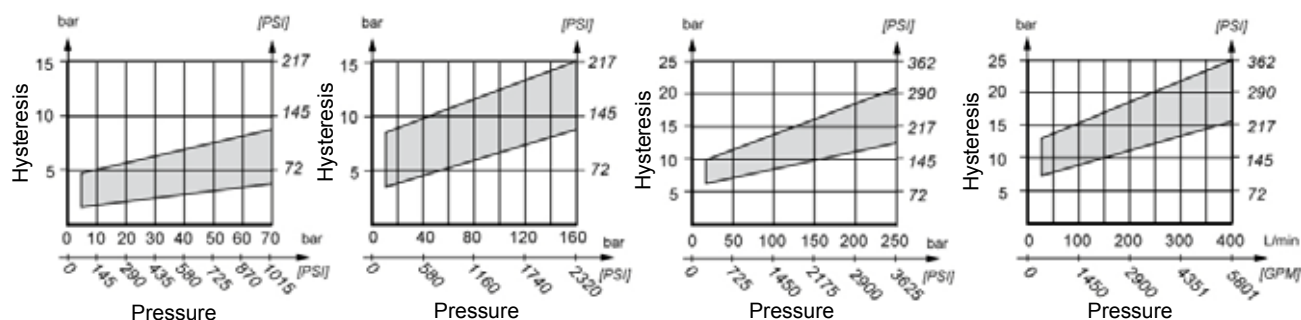 bar [PSI]
15 217
10 145
5 72
Hysteresis
0 10 20 30 40 50 60 70 bar
0 145 290 435 580 725 870 1015 [PSI]
Pressure
bar [PSI]
15 217
10 145
5 72
Hysteresis
0 40 80 120 160 bar
0 580 1160 1740 2320 [PSI]
Pressure
bar [PSI]
25 362
20 290
15 217
10 145
5 72
Hysteresis
0 50 100 150 200 250 bar
0 725 1450 2175 2900 3625 [PSI]
Pressure
bar [PSI]
25 362
20 290
15 217
10 145
5 72
Hysteresis
0 100 200 300 400 L/min
0 1450 2900 4351 5801 [GPM]
Pressure